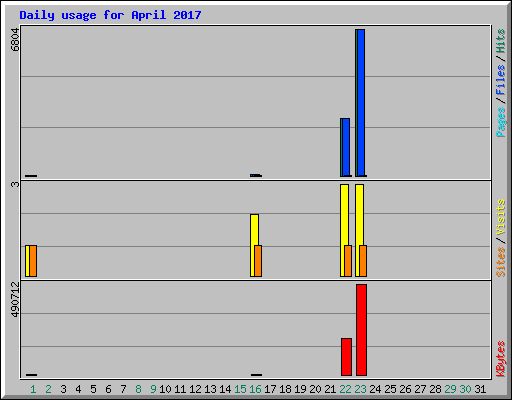 Daily usage for April 2017
6804
3
490712
Pages / Files / Hits
Sites / Visits
KBytes
1 2 3 4 5 6 7 8 9 10 11 12 13 14 15 16 17 18 19 20 21 22 23 24 25 26 27 28 29 30 31